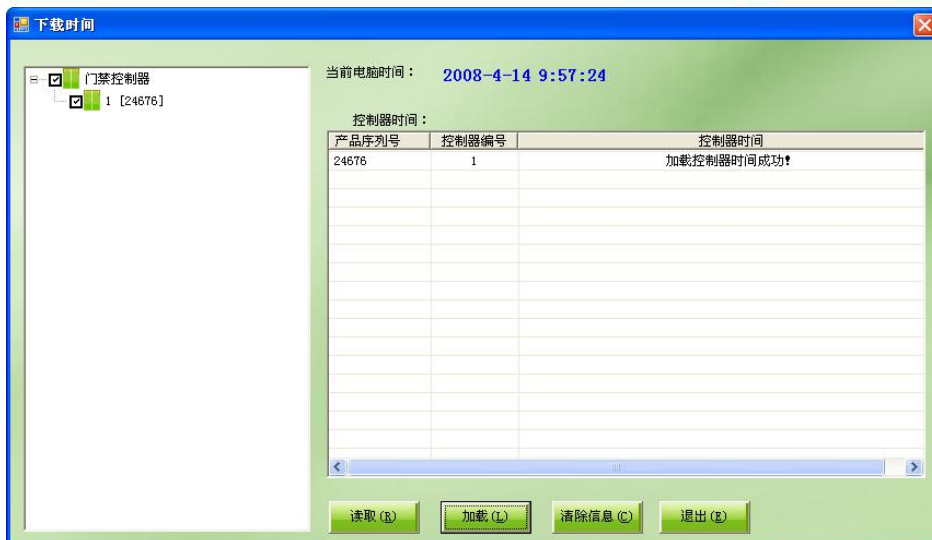 下载时间
门禁控制器
1 [24676]
当前电脑时间： 2008-4-14 9:57:24
控制器时间：
产品序列号 控制器编号 控制器时间
24676 1 加载控制器时间成功!
读取(R) 加载(L) 清除信息(C) 退出(E)